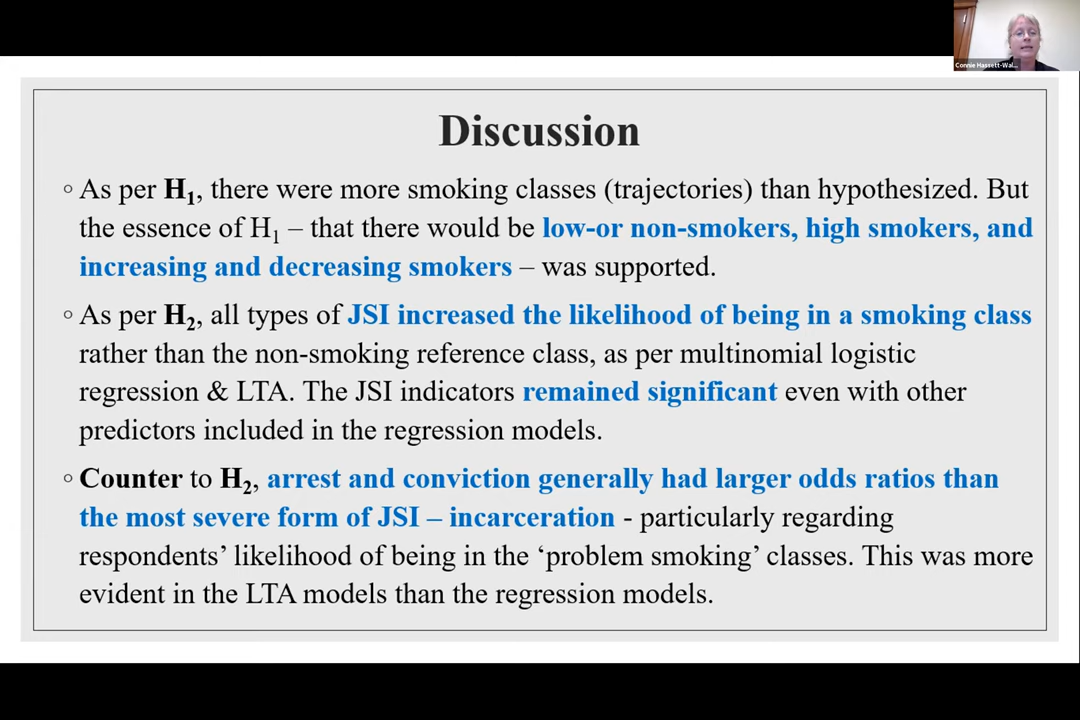 Connie Hassett-Wal...
Discussion
◦ As per H₁, there were more smoking classes (trajectories) than hypothesized. But
the essence of H₁ – that there would be low-or non-smokers, high smokers, and
increasing and decreasing smokers – was supported.
◦ As per H₂, all types of JSI increased the likelihood of being in a smoking class
rather than the non-smoking reference class, as per multinomial logistic
regression & LTA. The JSI indicators remained significant even with other
predictors included in the regression models.
◦ Counter to H₂, arrest and conviction generally had larger odds ratios than
the most severe form of JSI – incarceration - particularly regarding
respondents’ likelihood of being in the ‘problem smoking’ classes. This was more
evident in the LTA models than the regression models.